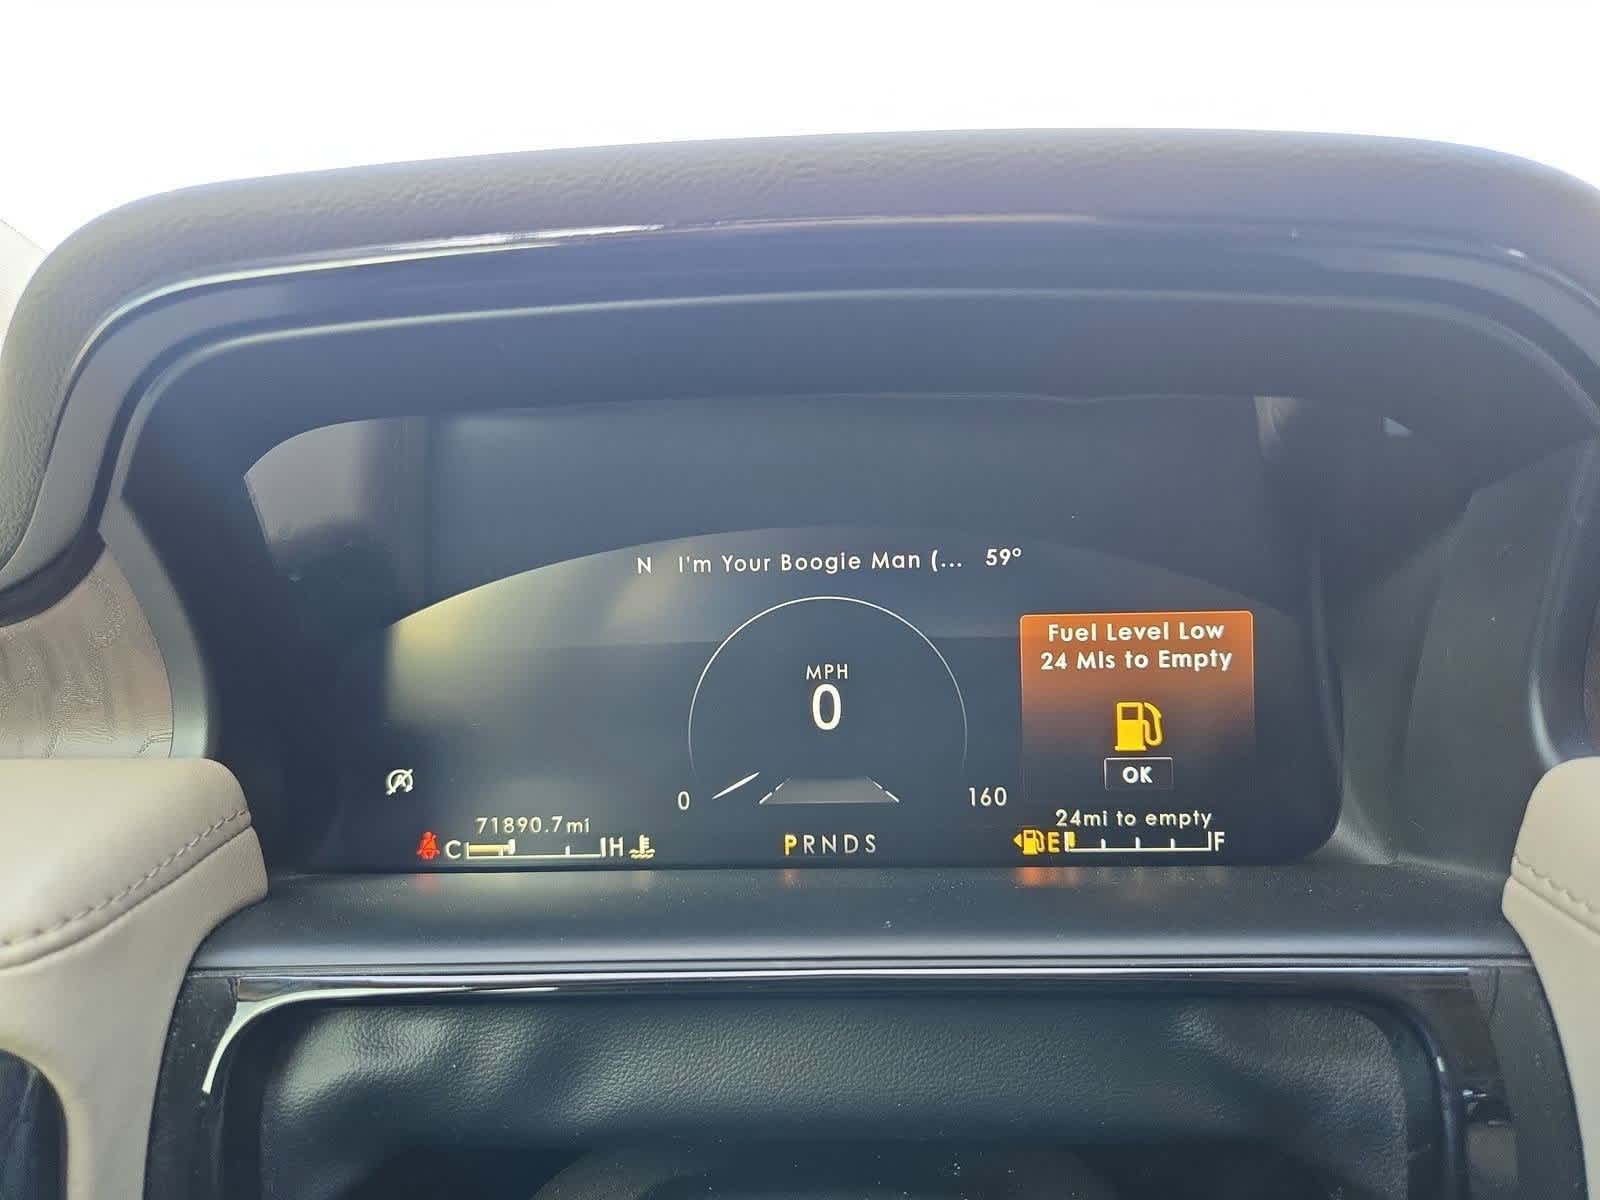 N I'm Your Boogie Man (... 59°
Fuel Level Low
24 Mls to Empty
MPH
0
OK
0 160
71890.7mi
24mi to empty
C H
PRNDS
E F